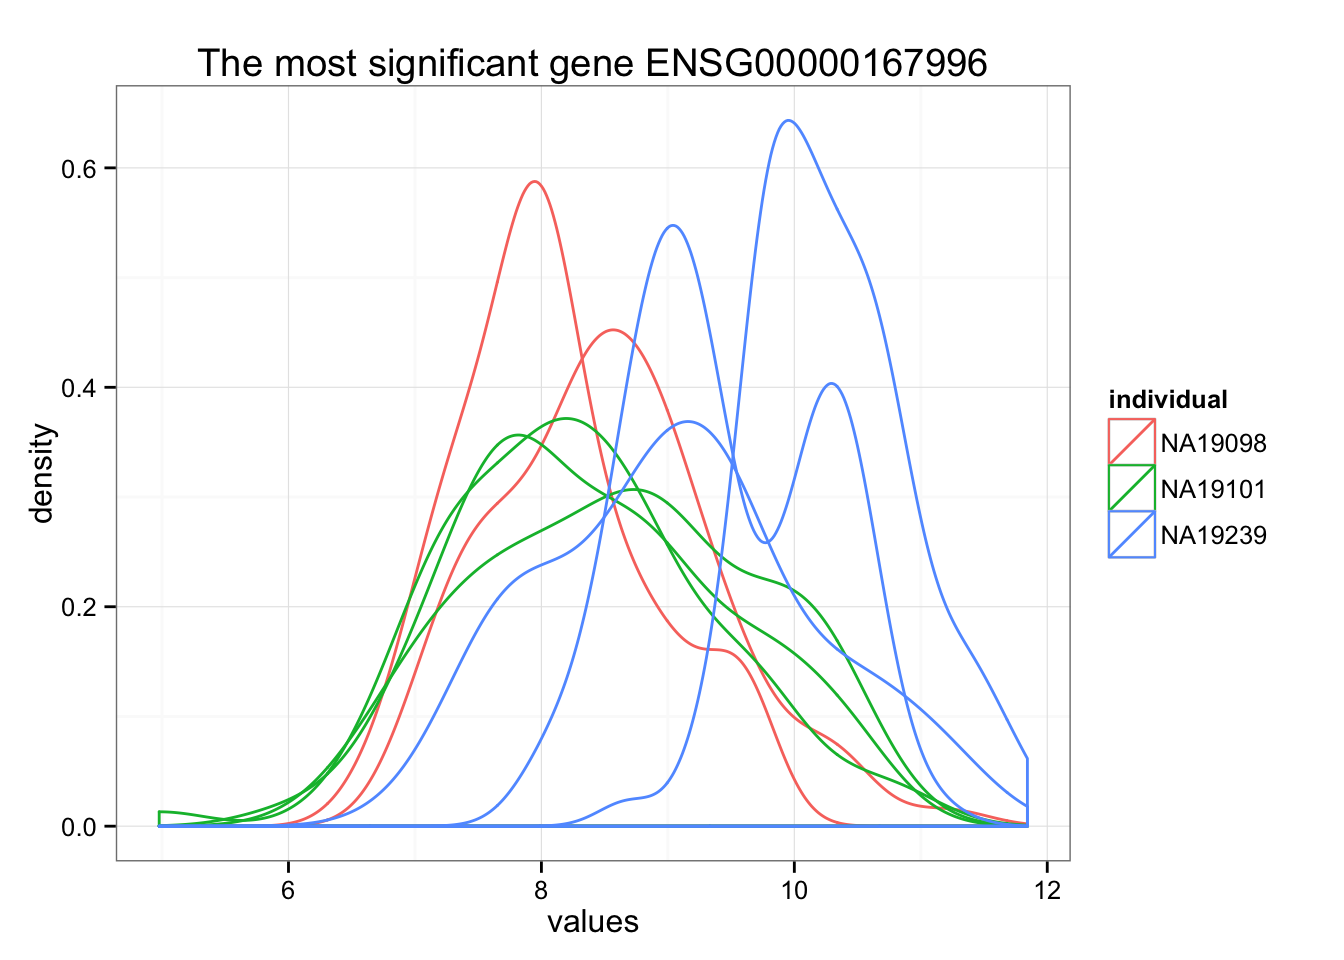 The most significant gene ENSG00000167996
0.6
0.4
0.2
0.0
density
6
8
10
12
values
individual
NA19098
NA19101
NA19239